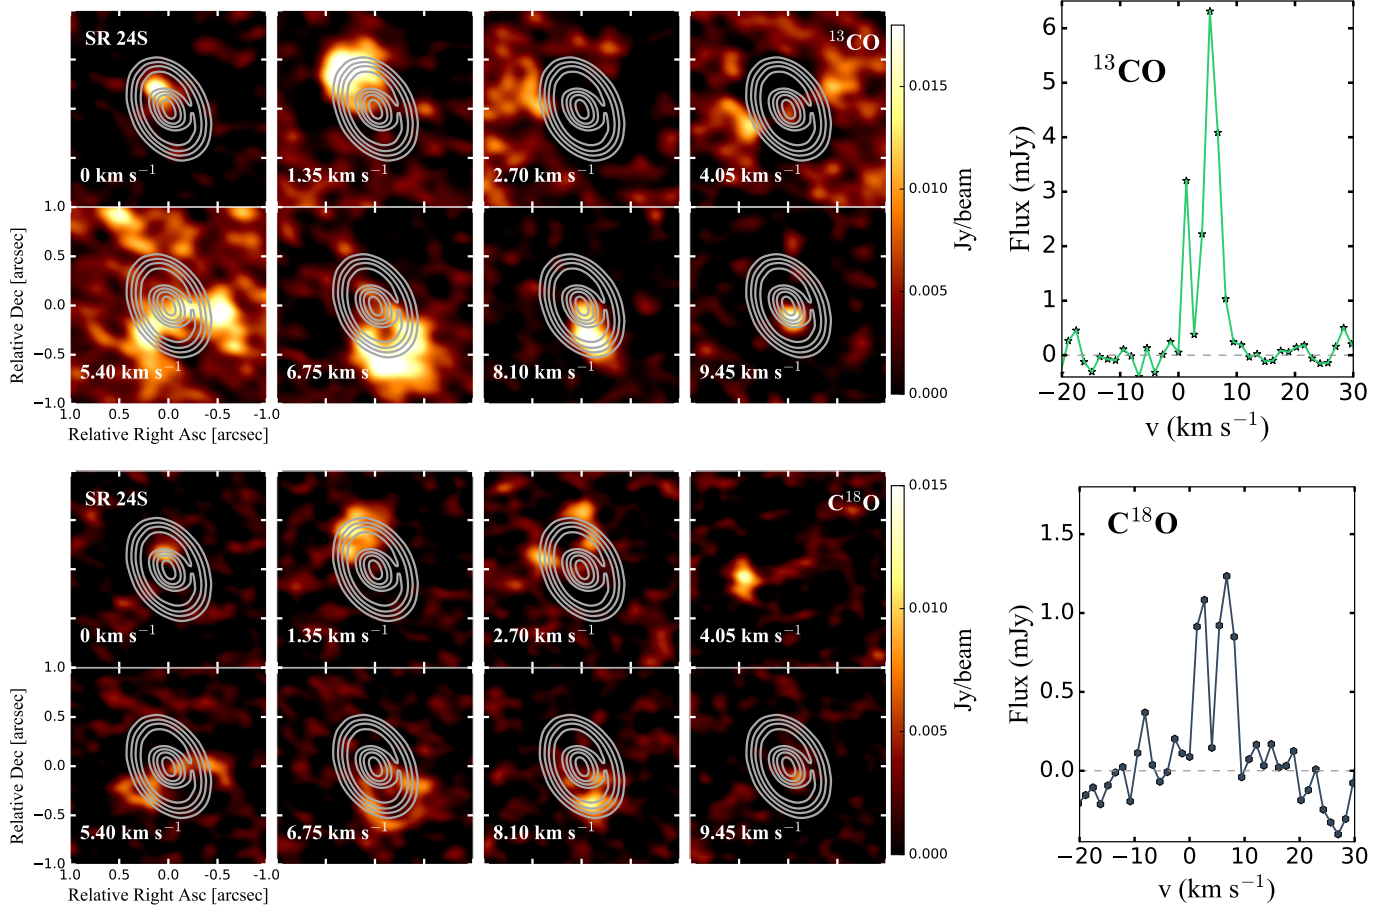 SR 24S
¹³CO
0 km s⁻¹
1.35 km s⁻¹
2.70 km s⁻¹
4.05 km s⁻¹
5.40 km s⁻¹
6.75 km s⁻¹
8.10 km s⁻¹
9.45 km s⁻¹
1.0
0.5
0.0
−0.5
−1.0
Relative Dec [arcsec]
1.0 0.5 0.0 -0.5 -1.0
Relative Right Asc [arcsec]
0.015
0.010
0.005
0.000
Jy/beam
¹³CO
6
5
4
3
2
1
0
Flux (mJy)
−20 −10 0 10 20 30
v (km s⁻¹)
SR 24S
C¹⁸O
0 km s⁻¹
1.35 km s⁻¹
2.70 km s⁻¹
4.05 km s⁻¹
5.40 km s⁻¹
6.75 km s⁻¹
8.10 km s⁻¹
9.45 km s⁻¹
1.0
0.5
0.0
−0.5
−1.0
Relative Dec [arcsec]
1.0 0.5 0.0 -0.5 -1.0
Relative Right Asc [arcsec]
0.015
0.010
0.005
0.000
Jy/beam
C¹⁸O
1.5
1.0
0.5
0.0
Flux (mJy)
−20 −10 0 10 20 30
v (km s⁻¹)